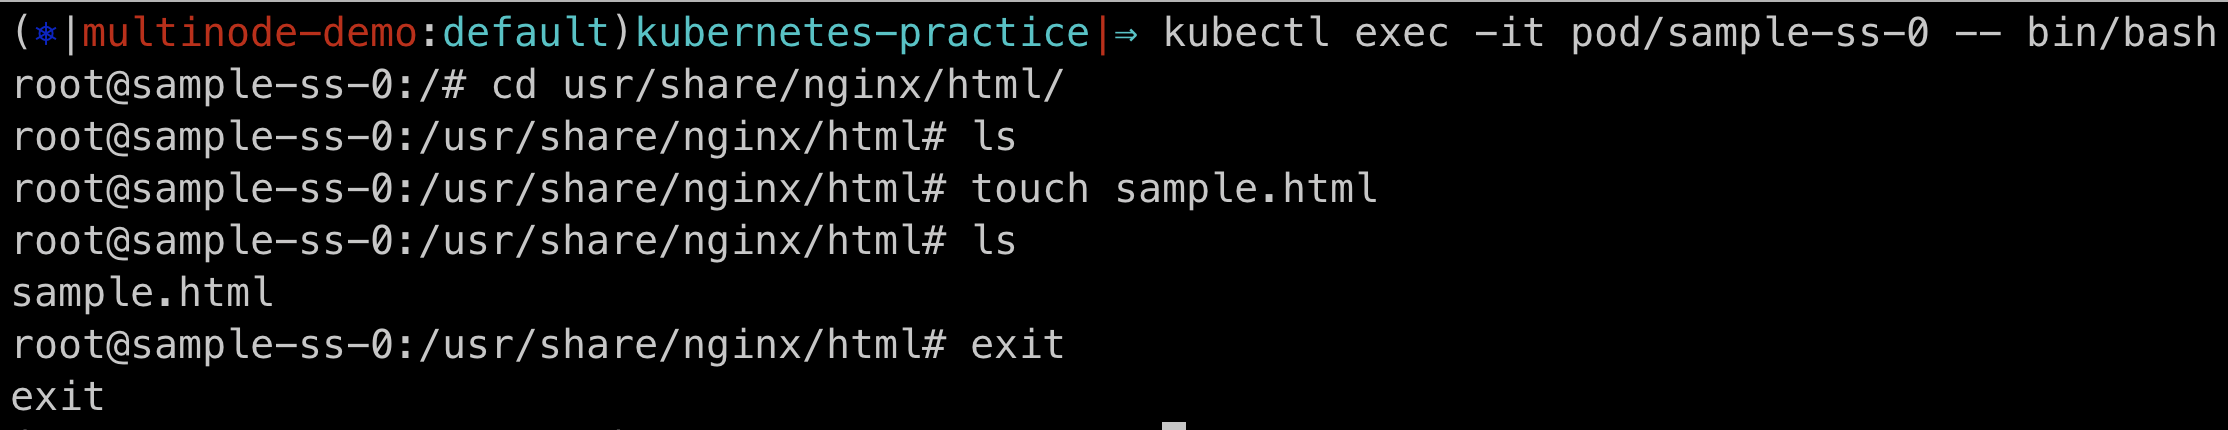 (⎈|multinode-demo:default)kubernetes-practice|⇒ kubectl exec -it pod/sample-ss-0 -- bin/bash
root@sample-ss-0:/# cd usr/share/nginx/html/
root@sample-ss-0:/usr/share/nginx/html# ls
root@sample-ss-0:/usr/share/nginx/html# touch sample.html
root@sample-ss-0:/usr/share/nginx/html# ls
sample.html
root@sample-ss-0:/usr/share/nginx/html# exit
exit